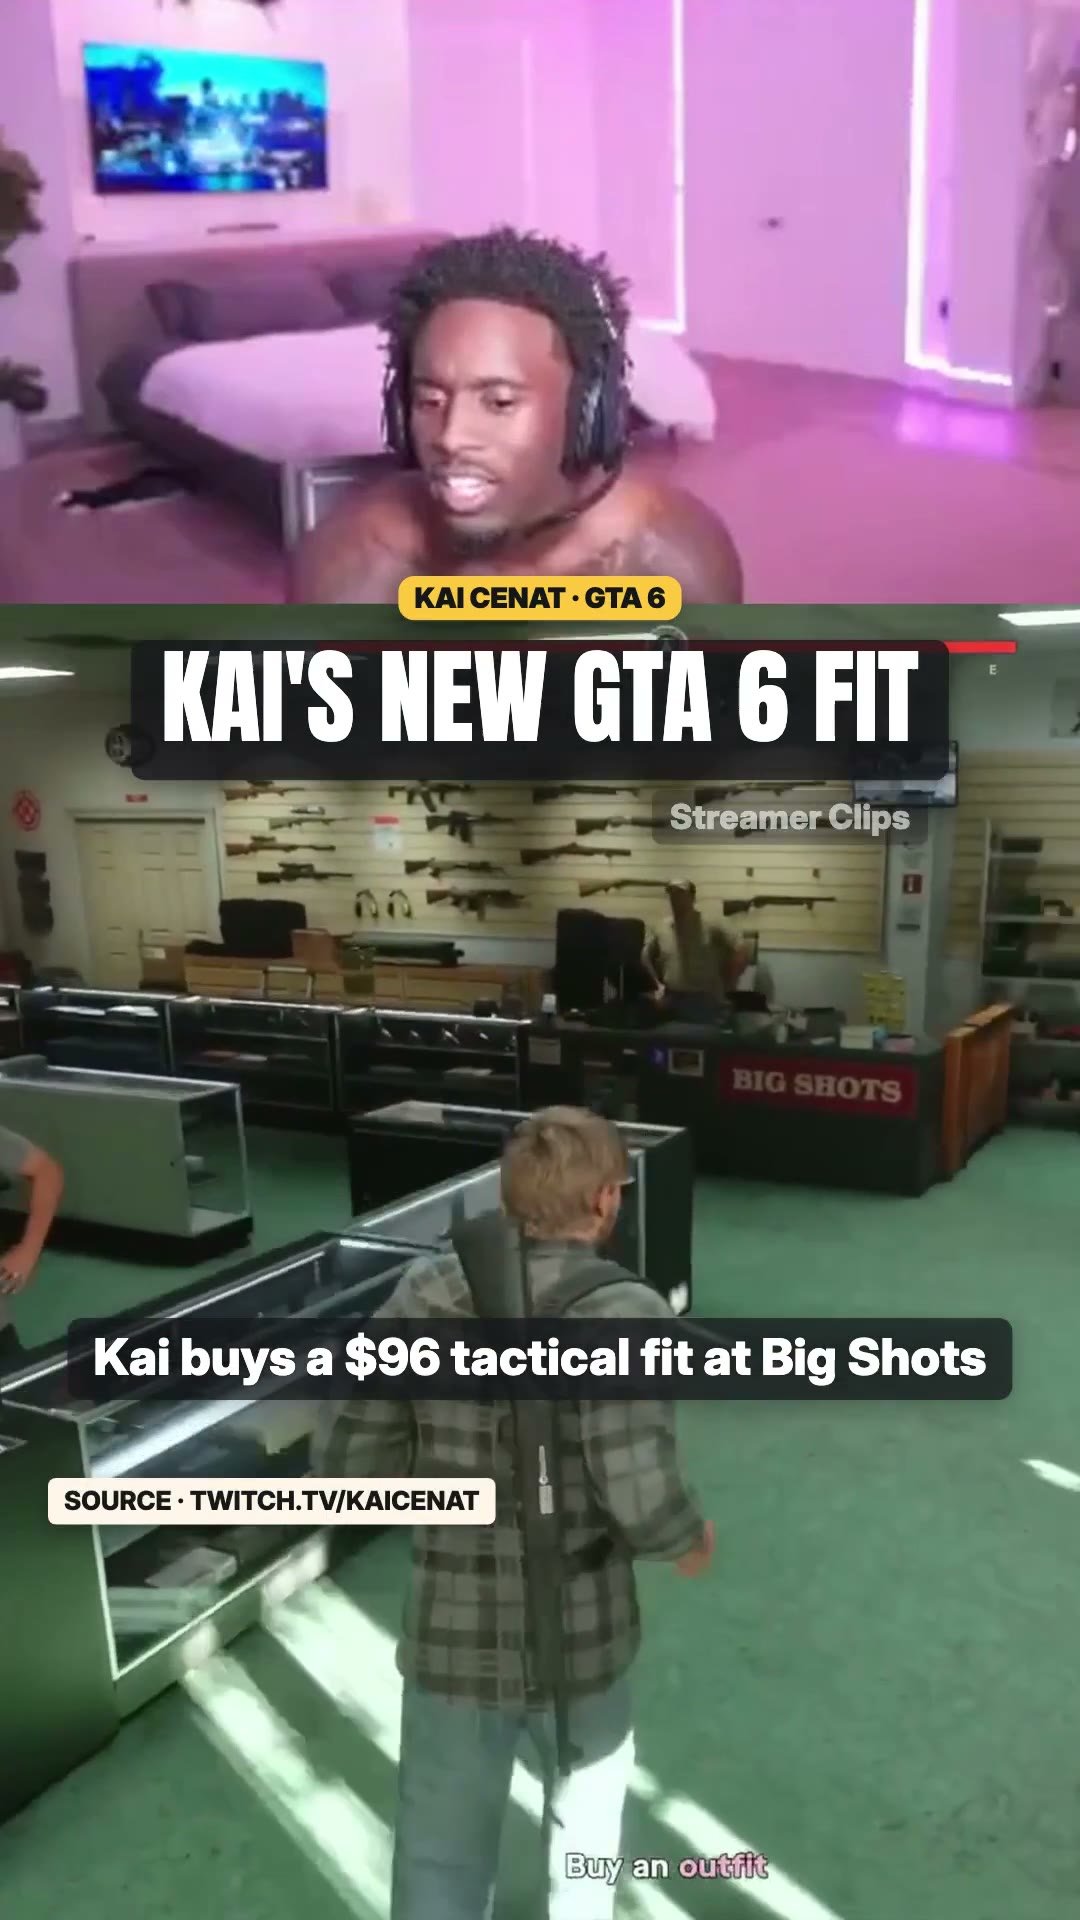 KAI CENAT · GTA 6
E
KAI'S NEW GTA 6 FIT
Streamer Clips
BIG SHOTS
Kai buys a $96 tactical fit at Big Shots
SOURCE · TWITCH.TV/KAICENAT
Buy an outfit